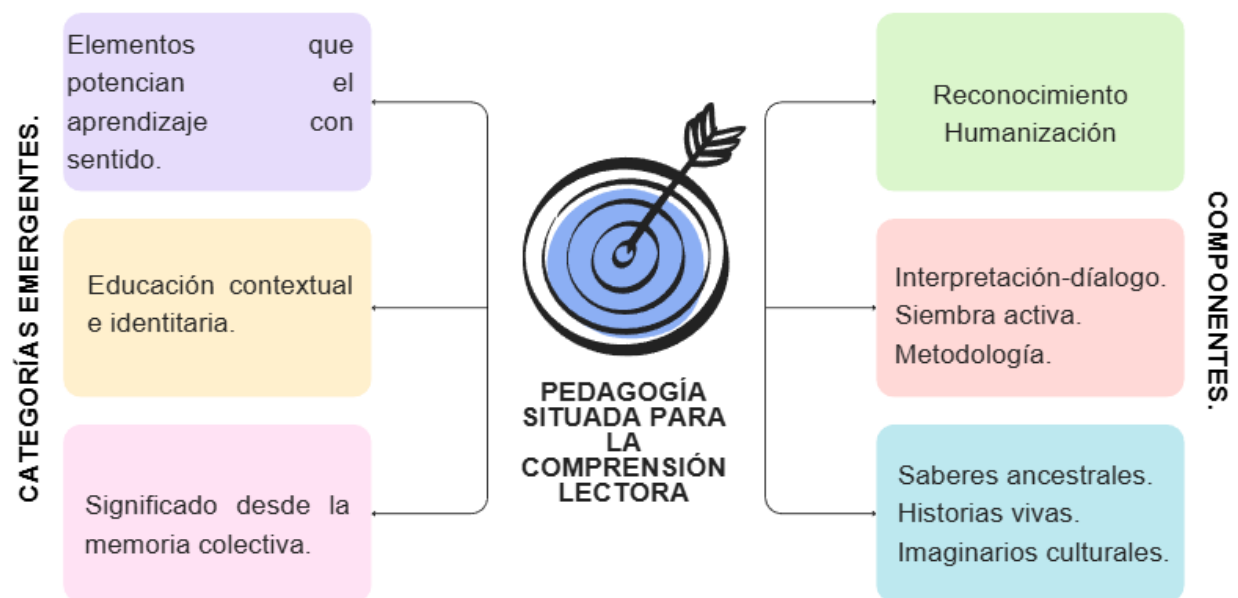 CATEGORÍAS EMERGENTES.
Elementos que
potencian el
aprendizaje con
sentido.
Educación contextual
e identitaria.
Significado desde la
memoria colectiva.
PEDAGOGÍA
SITUADA PARA
LA
COMPRENSIÓN
LECTORA
Reconocimiento
Humanización
Interpretación-díalogo.
Siembra activa.
Metodología.
Saberes ancestrales.
Historias vivas.
Imaginarios culturales.
COMPONENTES.